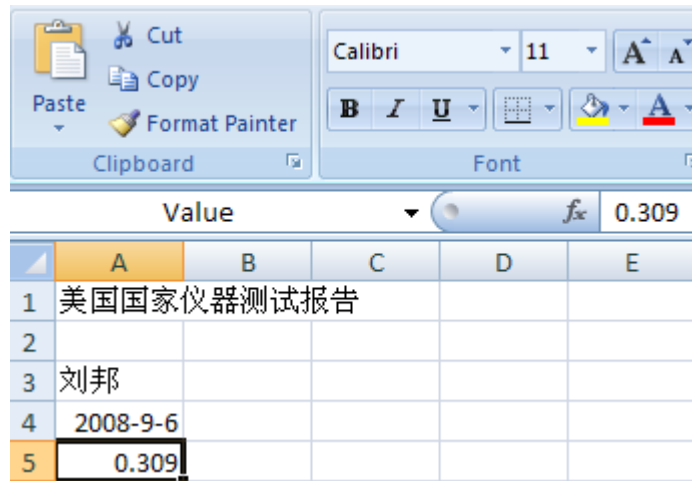 Cut
Copy
Paste
Format Painter
Clipboard
Calibri 11 A A
B I U A
Font
Value fx 0.309
A B C D E
1 美国国家仪器测试报告
2
3 刘邦
4 2008-9-6
5 0.309